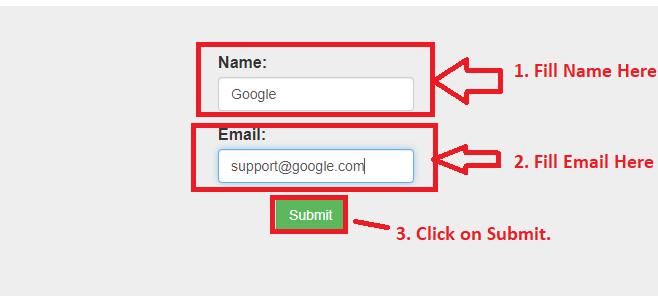 Name:
Google
1. Fill Name Here
Email:
support@google.com
2. Fill Email Here
Submit
3. Click on Submit.